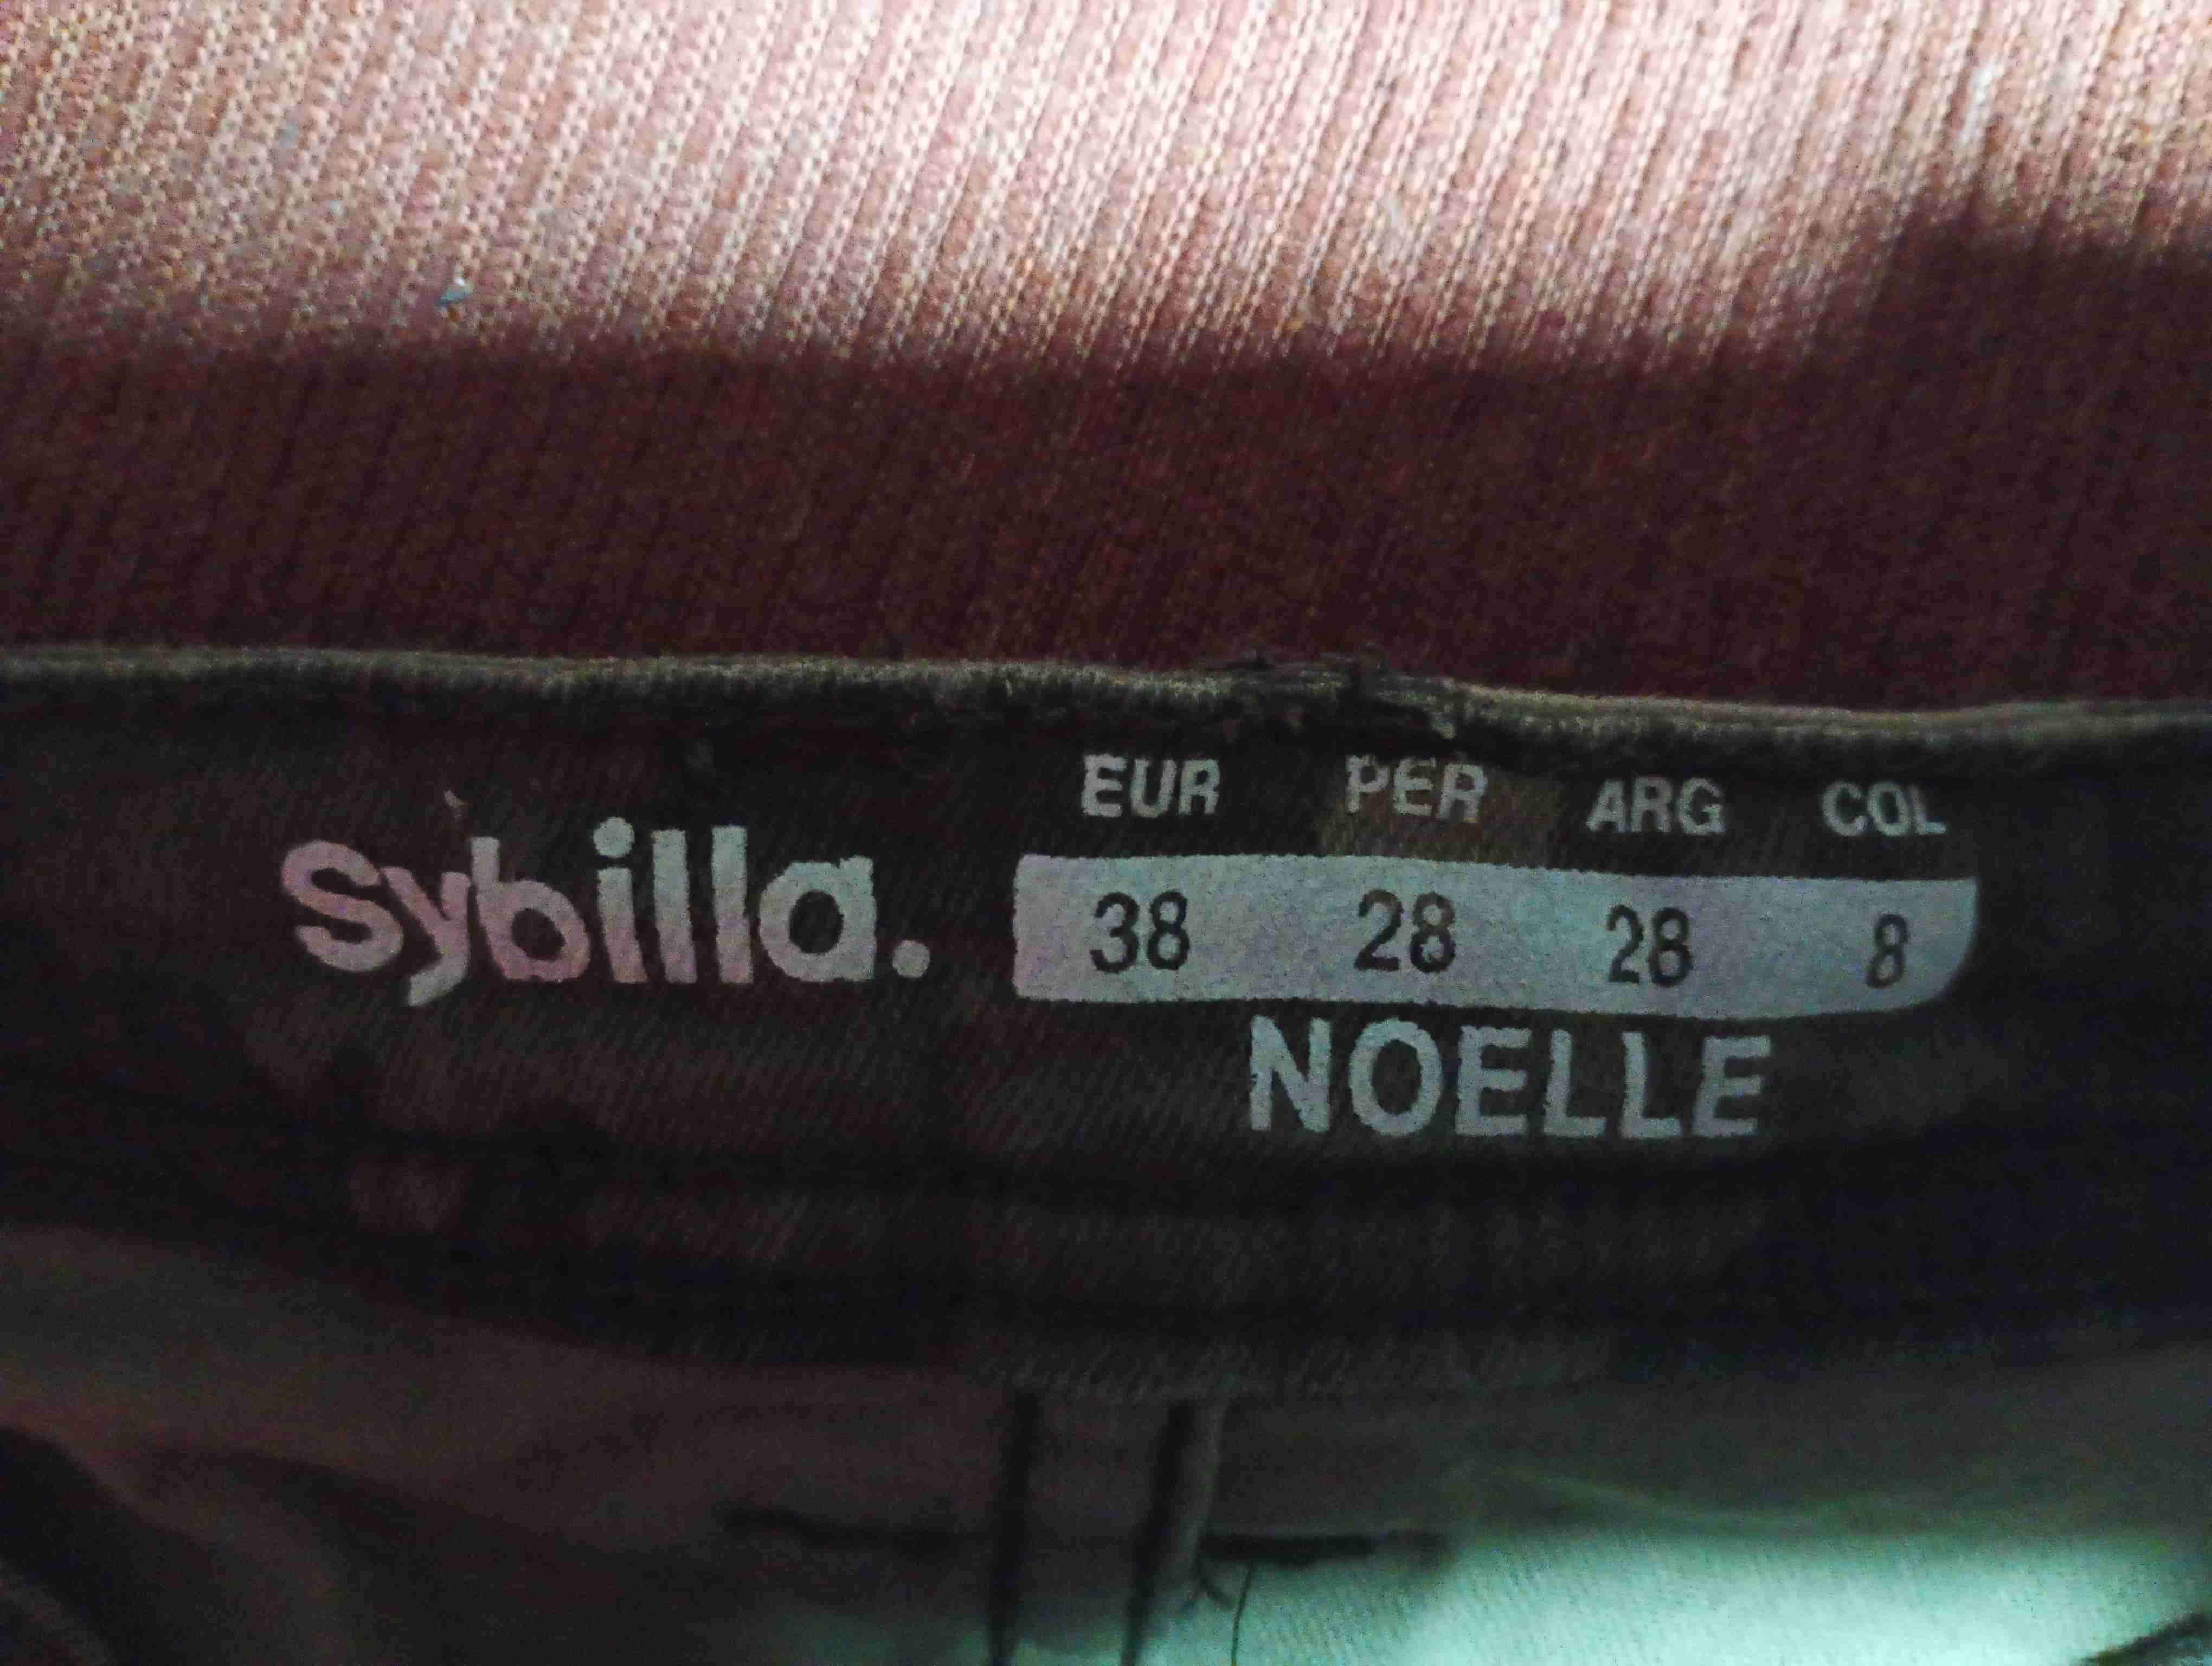 EUR PER ARG COL
sybilla. 38 28 28 8
NOELLE